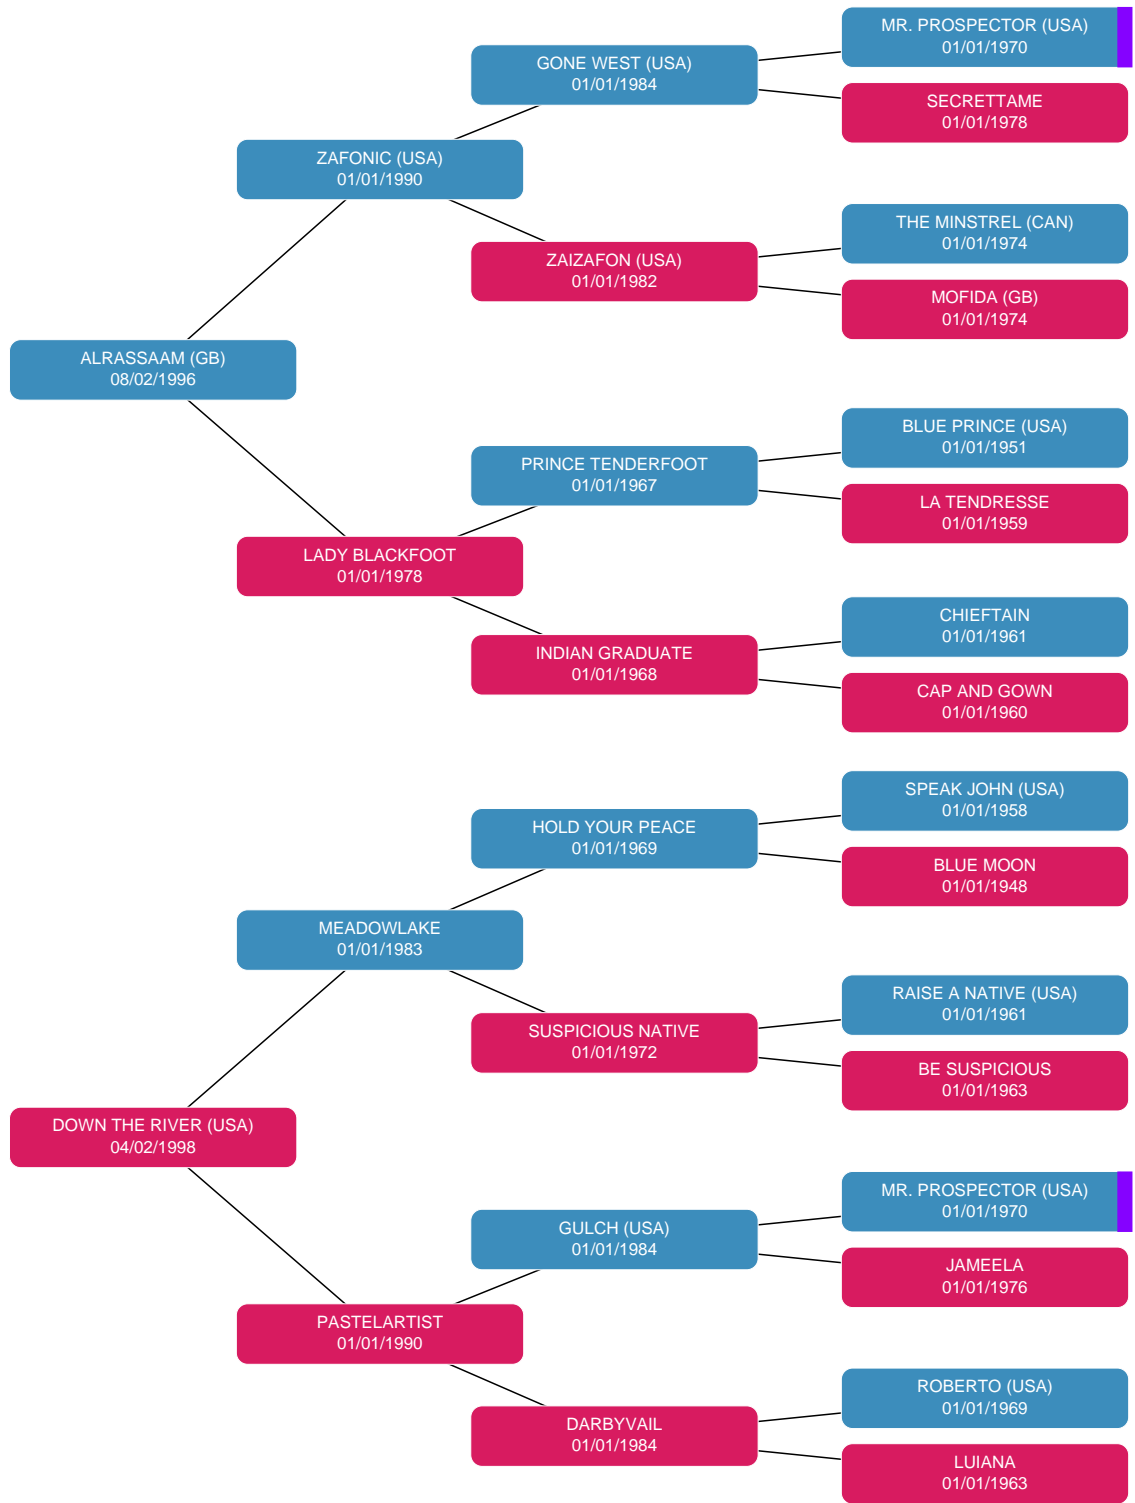 MR. PROSPECTOR (USA)
01/01/1970
GONE WEST (USA)
01/01/1984
SECRETTAME
01/01/1978
ZAFONIC (USA)
01/01/1990
THE MINSTREL (CAN)
01/01/1974
ZAIZAFON (USA)
01/01/1982
MOFIDA (GB)
01/01/1974
ALRASSAAM (GB)
08/02/1996
BLUE PRINCE (USA)
01/01/1951
PRINCE TENDERFOOT
01/01/1967
LA TENDRESSE
01/01/1959
LADY BLACKFOOT
01/01/1978
CHIEFTAIN
01/01/1961
INDIAN GRADUATE
01/01/1968
CAP AND GOWN
01/01/1960
SPEAK JOHN (USA)
01/01/1958
HOLD YOUR PEACE
01/01/1969
BLUE MOON
01/01/1948
MEADOWLAKE
01/01/1983
RAISE A NATIVE (USA)
01/01/1961
SUSPICIOUS NATIVE
01/01/1972
BE SUSPICIOUS
01/01/1963
DOWN THE RIVER (USA)
04/02/1998
MR. PROSPECTOR (USA)
01/01/1970
GULCH (USA)
01/01/1984
JAMEELA
01/01/1976
PASTELARTIST
01/01/1990
ROBERTO (USA)
01/01/1969
DARBYVAIL
01/01/1984
LUIANA
01/01/1963